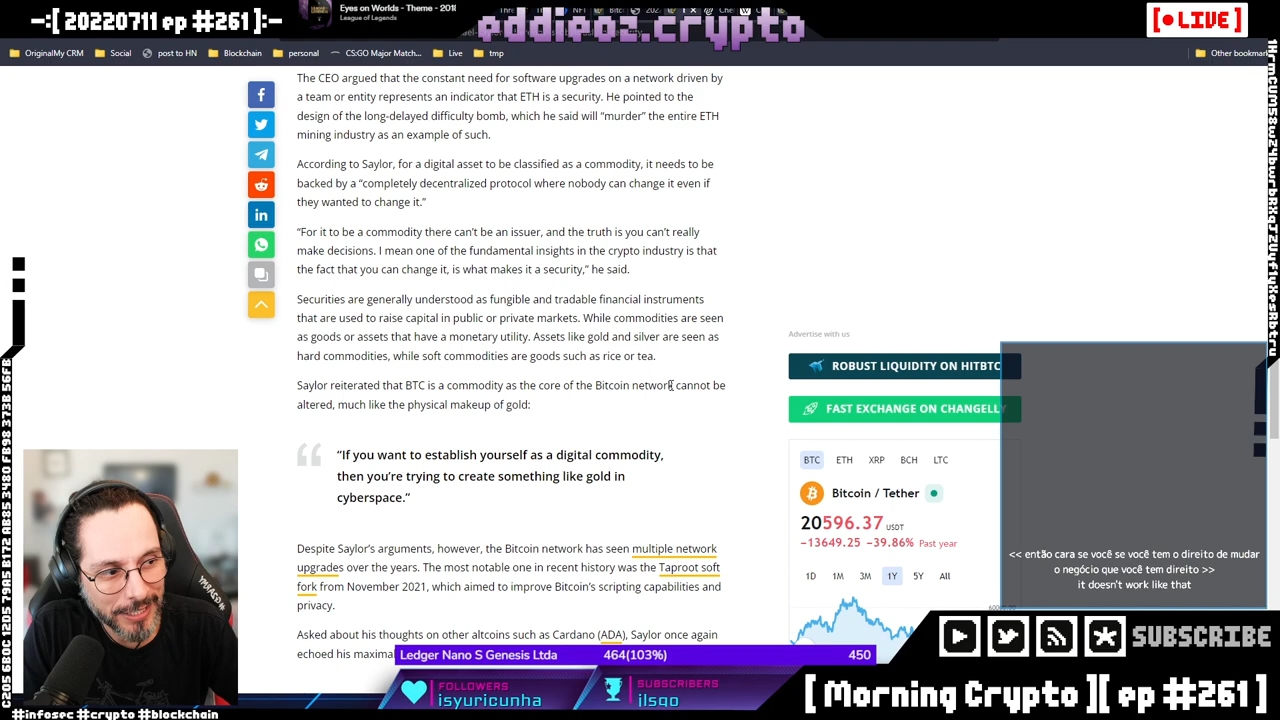 -:[ 20220711 ep #261 ]:-
Eyes on Worlds - Theme - 201
League of Legends
eddieoz.crypto
[● LIVE ]
OriginalMy CRM
Social
post to HN
Blockchain
personal
CS:GO Major Match...
Live
tmp
Other bookmar
The CEO argued that the constant need for software upgrades on a network driven by
a team or entity represents an indicator that ETH is a security. He pointed to the
design of the long-delayed difficulty bomb, which he said will “murder” the entire ETH
mining industry as an example of such.
According to Saylor, for a digital asset to be classified as a commodity, it needs to be
backed by a “completely decentralized protocol where nobody can change it even if
they wanted to change it.”
“For it to be a commodity there can’t be an issuer, and the truth is you can’t really
make decisions. I mean one of the fundamental insights in the crypto industry is that
the fact that you can change it, is what makes it a security,” he said.
Securities are generally understood as fungible and tradable financial instruments
that are used to raise capital in public or private markets. While commodities are seen
as goods or assets that have a monetary utility. Assets like gold and silver are seen as
hard commodities, while soft commodities are goods such as rice or tea.
Saylor reiterated that BTC is a commodity as the core of the Bitcoin network cannot be
altered, much like the physical makeup of gold:
“If you want to establish yourself as a digital commodity,
then you’re trying to create something like gold in
cyberspace.”
Despite Saylor’s arguments, however, the Bitcoin network has seen multiple network
upgrades over the years. The most notable one in recent history was the Taproot soft
fork from November 2021, which aimed to improve Bitcoin’s scripting capabilities and
privacy.
Asked about his thoughts on other altcoins such as Cardano (ADA), Saylor once again
echoed his maxima
Advertise with us
ROBUST LIQUIDITY ON HITBTC
FAST EXCHANGE ON CHANGELLY
BTC ETH XRP BCH LTC
Bitcoin / Tether
20596.37 USDT
−13649.25 −39.86% Past year
1D 1M 3M 1Y 5Y All
<< então cara se você se você tem o direito de mudar
o negócio que você tem direito >>
it doesn't work like that
Ledger Nano S Genesis Ltda 464(103%) 450
FOLLOWERS
isyuricunha
SUBSCRIBERS
ilsgo
SUBSCRIBE
[ Morning Crypto ][ ep #261 ]
#infosec #crypto #blockchain